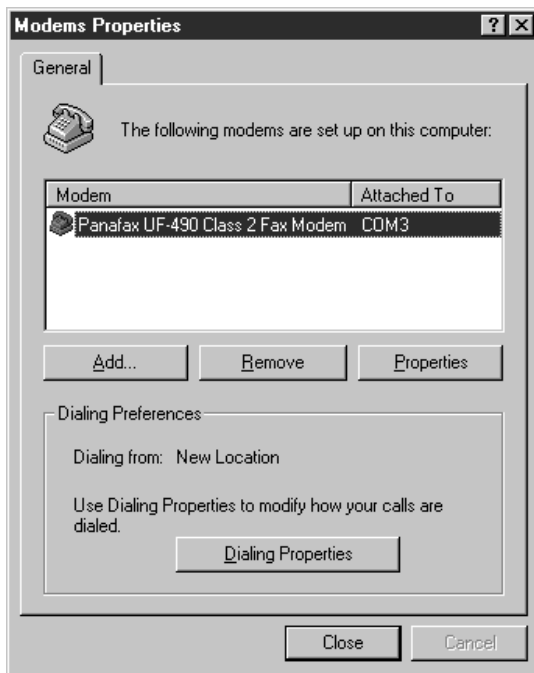 Modems Properties
General
The following modems are set up on this computer:
Modem Attached To
Panafax UF-490 Class 2 Fax Modem COM3
Add... Remove Properties
Dialing Preferences
Dialing from: New Location
Use Dialing Properties to modify how your calls are
dialed.
Dialing Properties
Close Cancel